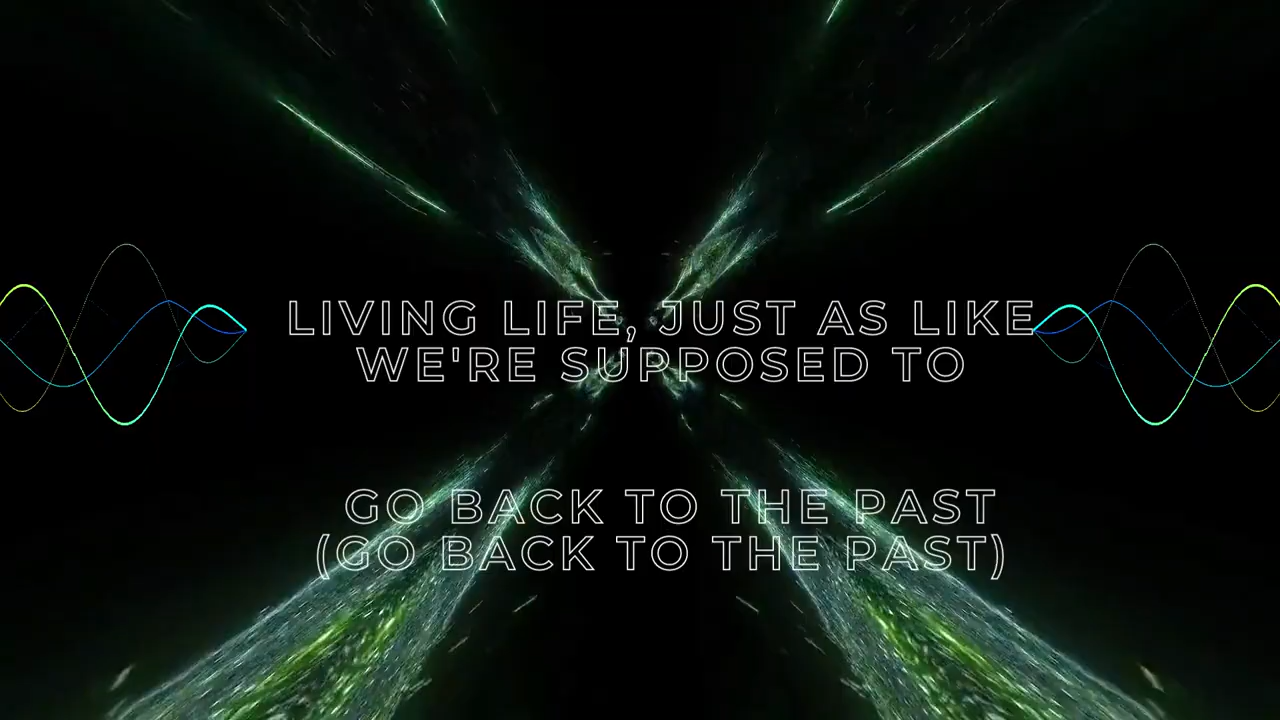 LIVING LIFE, JUST AS LIKE
WE'RE SUPPOSED TO
GO BACK TO THE PAST
(GO BACK TO THE PAST)